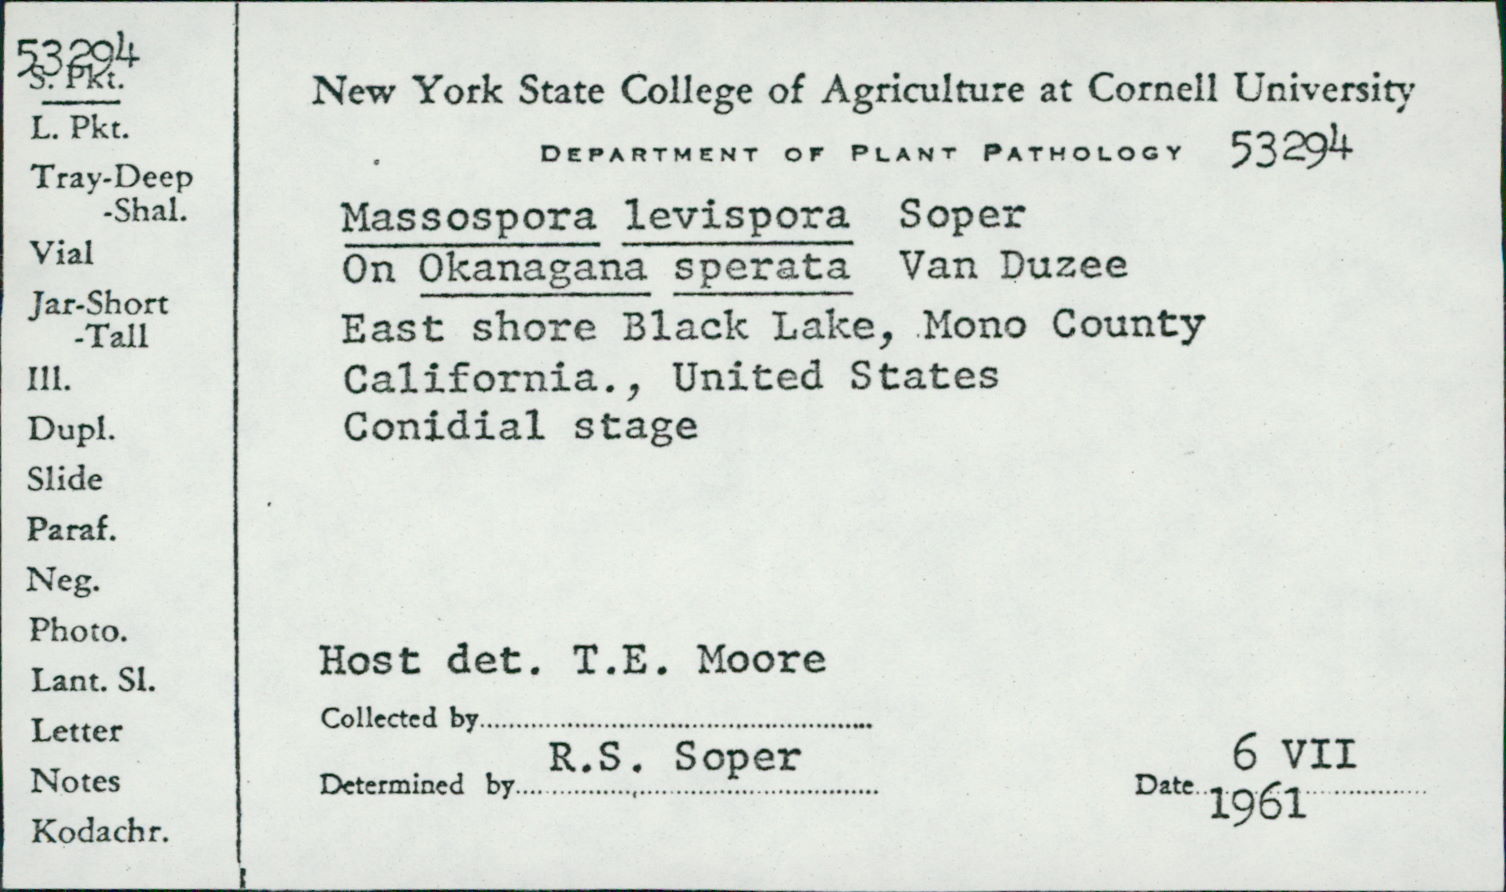 53294
S. Pkt.
L. Pkt.
Tray-Deep
-Shal.
Vial
Jar-Short
-Tall
Ill.
Dupl.
Slide
Paraf.
Neg.
Photo.
Lant. Sl.
Letter
Notes
Kodachr.
New York State College of Agriculture at Cornell University
DEPARTMENT OF PLANT PATHOLOGY 53294
Massospora levispora Soper
On Okanagana sperata Van Duzee
East shore Black Lake, Mono County
California., United States
Conidial stage
Host det. T.E. Moore
Collected by
Determined by R.S. Soper
Date 6 VII
1961